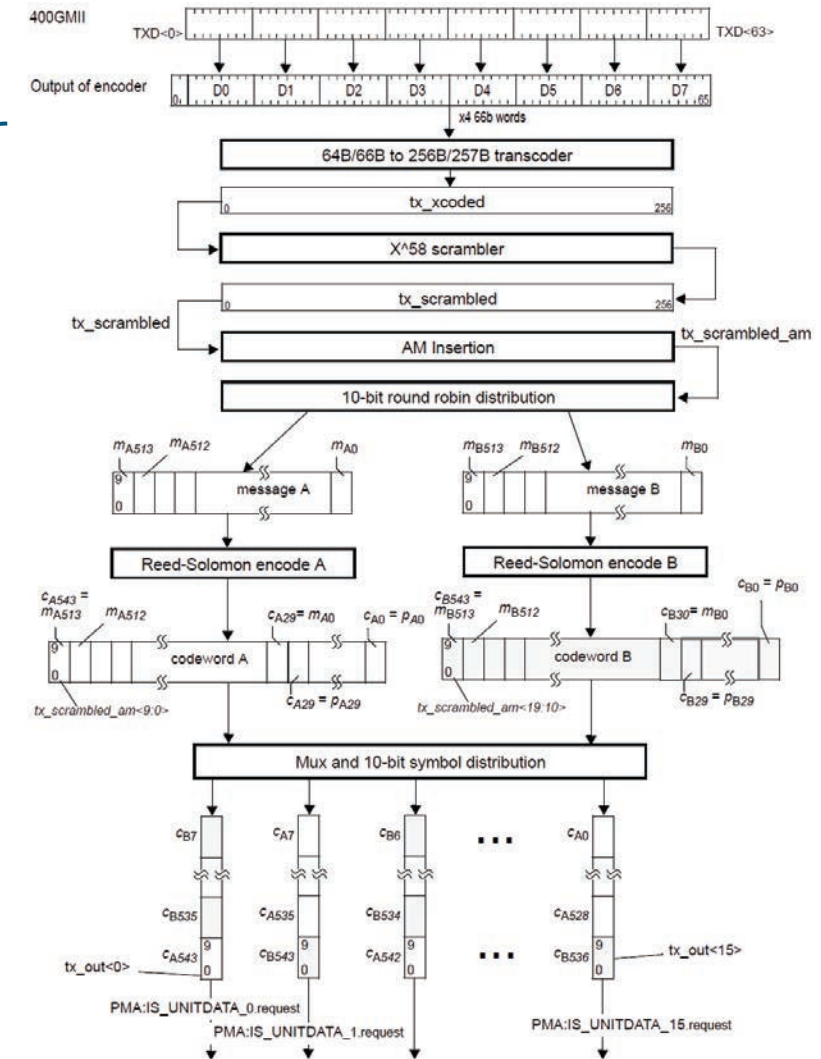 400GMII
TXD<0>
TXD<63>
Output of encoder
0
D0
D1
D2
D3
D4
D5
D6
D7
65
x4 66b words
64B/66B to 256B/257B transcoder
tx_xcoded
0
256
X^58 scrambler
tx_scrambled
0
256
tx_scrambled
AM Insertion
tx_scrambled_am
10-bit round robin distribution
mA513
mA512
mA0
mB513
mB512
mB0
9
0
message A
9
0
message B
Reed-Solomon encode A
Reed-Solomon encode B
cA543 =
mA513
mA512
cA29= mA0
cA0 = pA0
cB543 =
mB513
mB512
cB30= mB0
cB0 = pB0
9
0
codeword A
9
0
codeword B
cA29 = pA29
cB29 = pB29
tx_scrambled_am<9:0>
tx_scrambled_am<19:10>
Mux and 10-bit symbol distribution
cB7
cA7
cB6
...
cA0
cB535
cA535
cB534
cA528
cA543
9
0
cB543
9
0
cA542
9
0
...
cB536
9
0
tx_out<0>
tx_out<15>
PMA:IS_UNITDATA_0.request
PMA:IS_UNITDATA_1.request
PMA:IS_UNITDATA_15.request